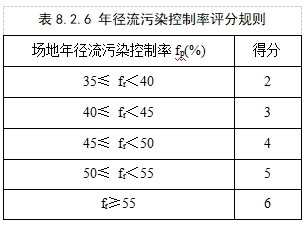 表 8.2.6 年径流污染控制率评分规则
场地年径流污染控制率 fp(%) 得分
35≤ fr<40 2
40≤ fr<45 3
45≤ fr<50 4
50≤ fr<55 5
fr≥55 6